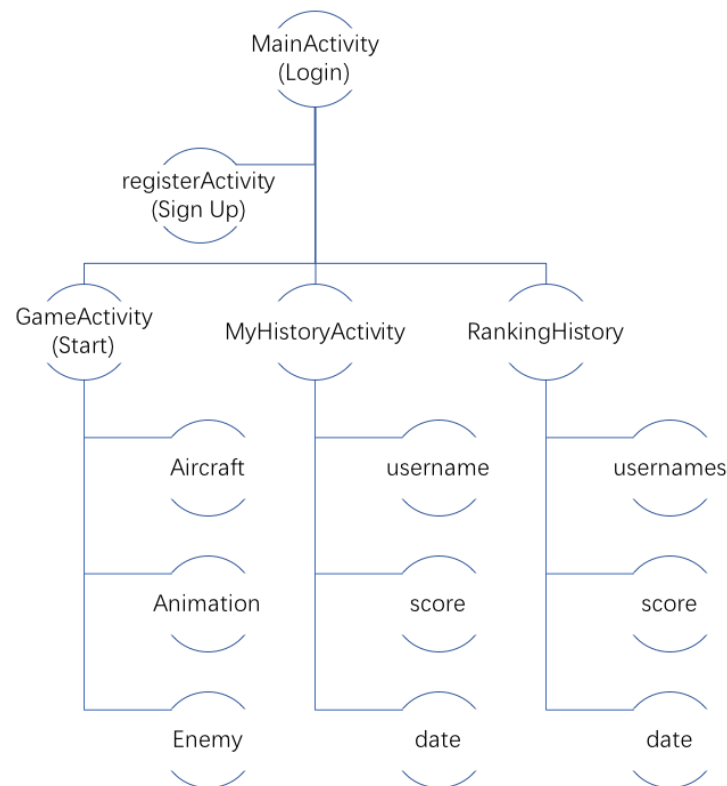 MainActivity
(Login)
registerActivity
(Sign Up)
GameActivity
(Start)
MyHistoryActivity
RankingHistory
Aircraft
username
usernames
Animation
score
score
Enemy
date
date